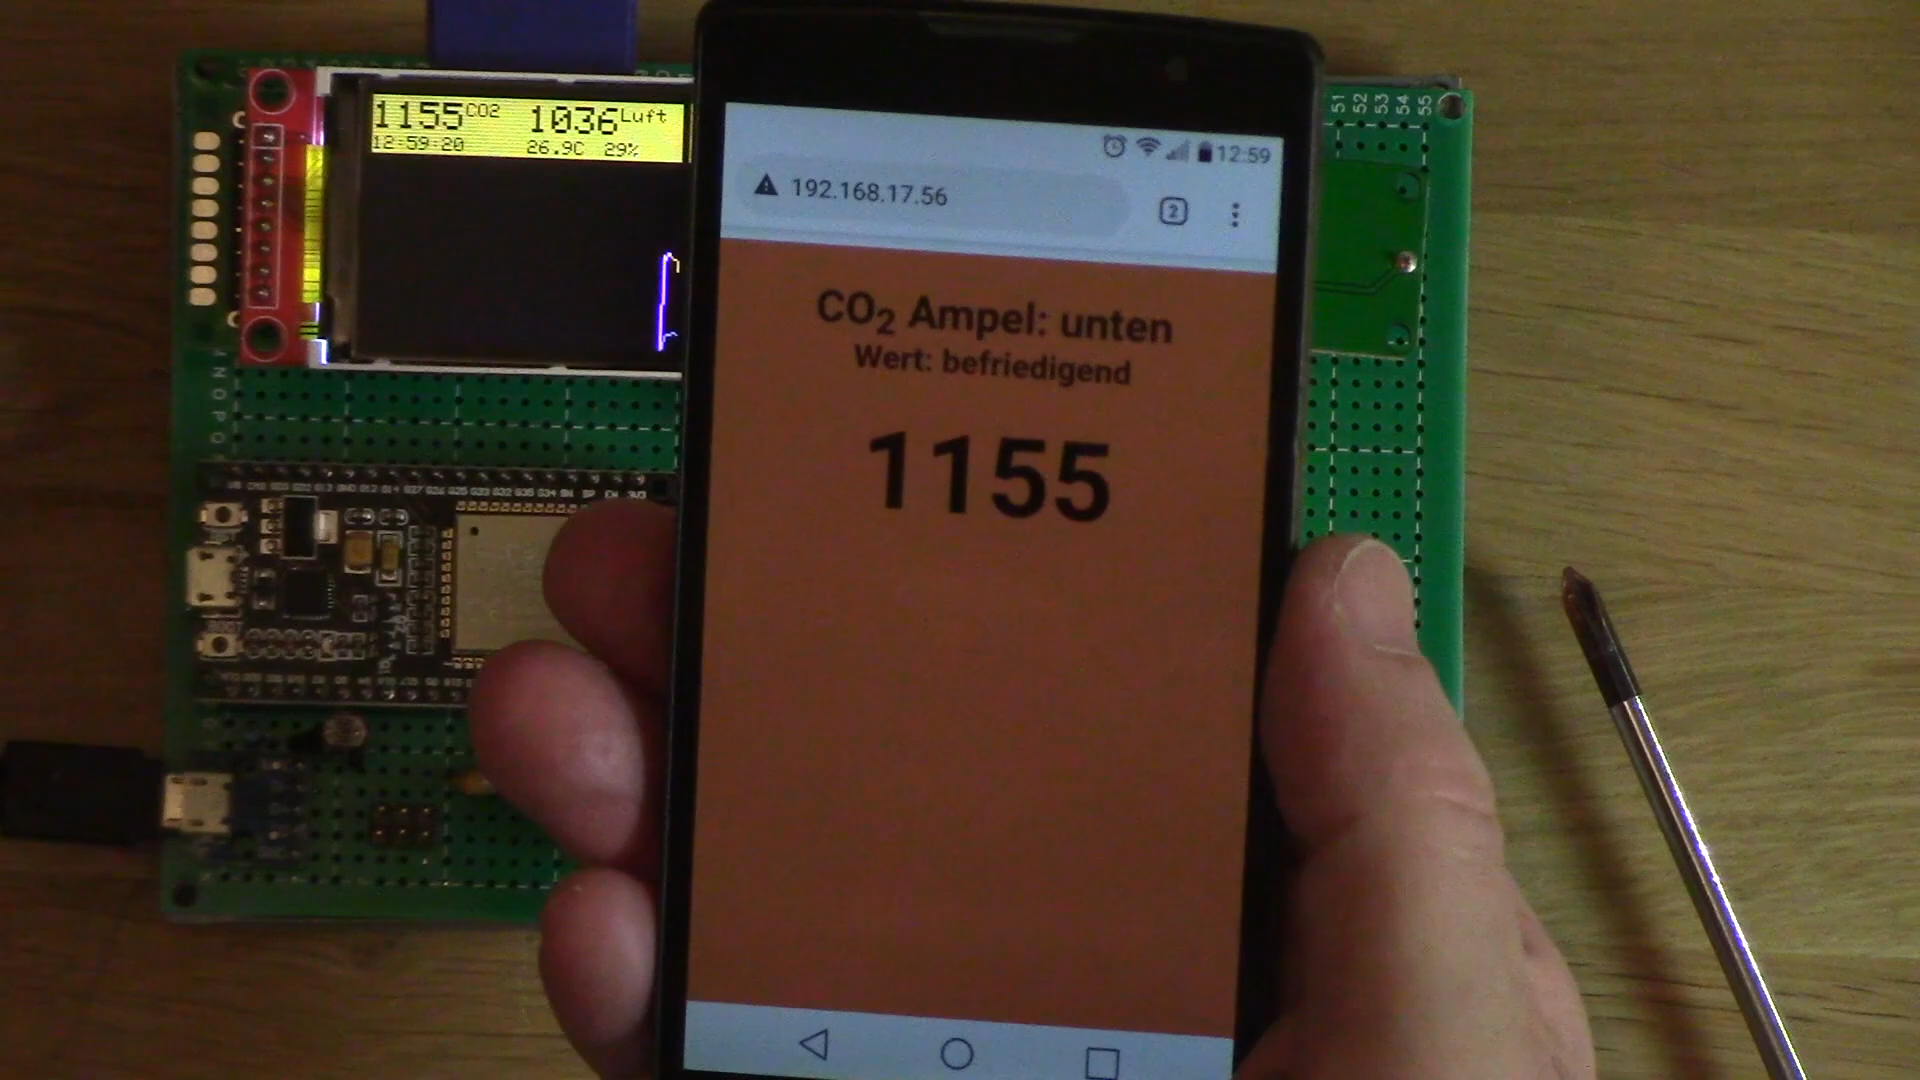 1155 CO2 1036 Luft
12:59:20 26.9C 29%
12:59
192.168.17.56
2
CO2 Ampel: unten
Wert: befriedigend
1155
51 52 53 54 55
N O P